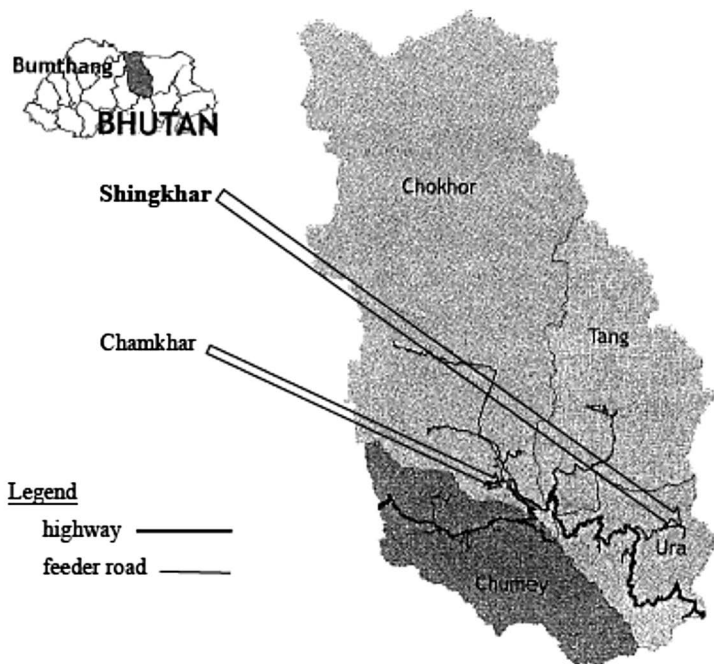 Bumthang
BHUTAN
Shingkhar
Chokhor
Chamkhar
Tang
Legend
highway
feeder road
Ura
Chumey